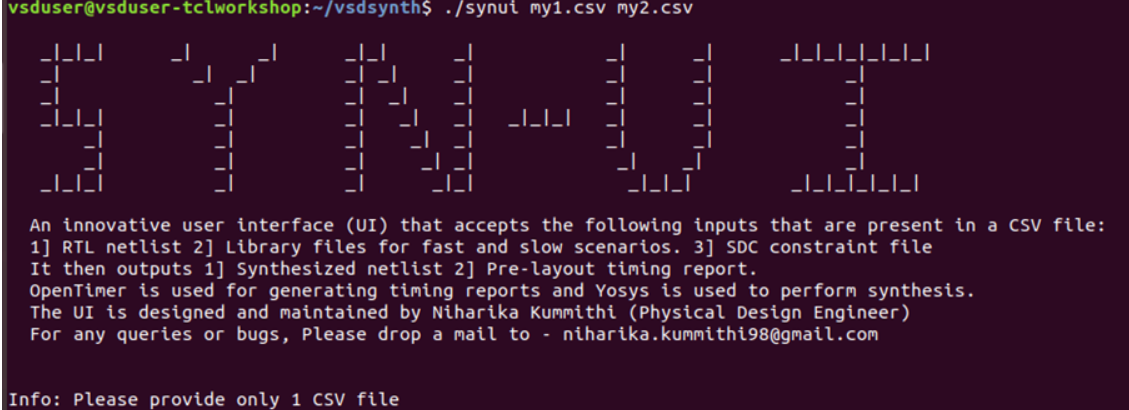 vsduser@vsduser-tclworkshop:~/vsdsynth$ ./synui my1.csv my2.csv
SYN-UI
An innovative user interface (UI) that accepts the following inputs that are present in a CSV file:
1] RTL netlist 2] Library files for fast and slow scenarios. 3] SDC constraint file
It then outputs 1] Synthesized netlist 2] Pre-layout timing report.
OpenTimer is used for generating timing reports and Yosys is used to perform synthesis.
The UI is designed and maintained by Niharika Kummithi (Physical Design Engineer)
For any queries or bugs, Please drop a mail to - niharika.kummithi98@gmail.com
Info: Please provide only 1 CSV file